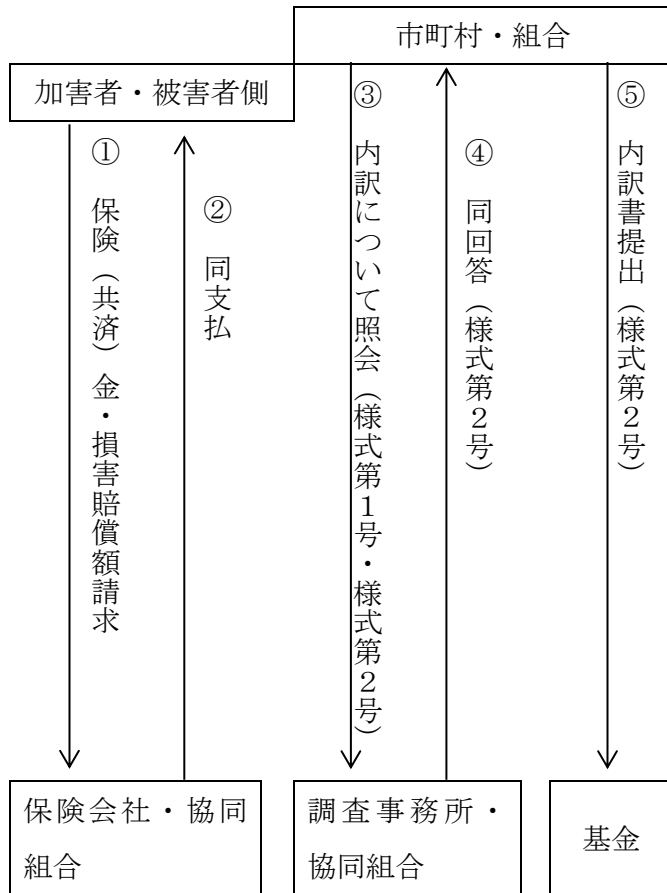 市町村・組合
加害者・被害者側
① 保険（共済）金・損害賠償額請求
② 同支払
③ 内訳について照会（様式第１号・様式第２号）
④ 同回答（様式第２号）
⑤ 内訳書提出（様式第２号）
保険会社・協同
組合
調査事務所・
協同組合
基金